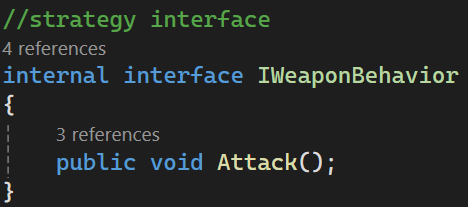 //strategy interface
4 references
internal interface IWeaponBehavior
{
3 references
public void Attack();
}